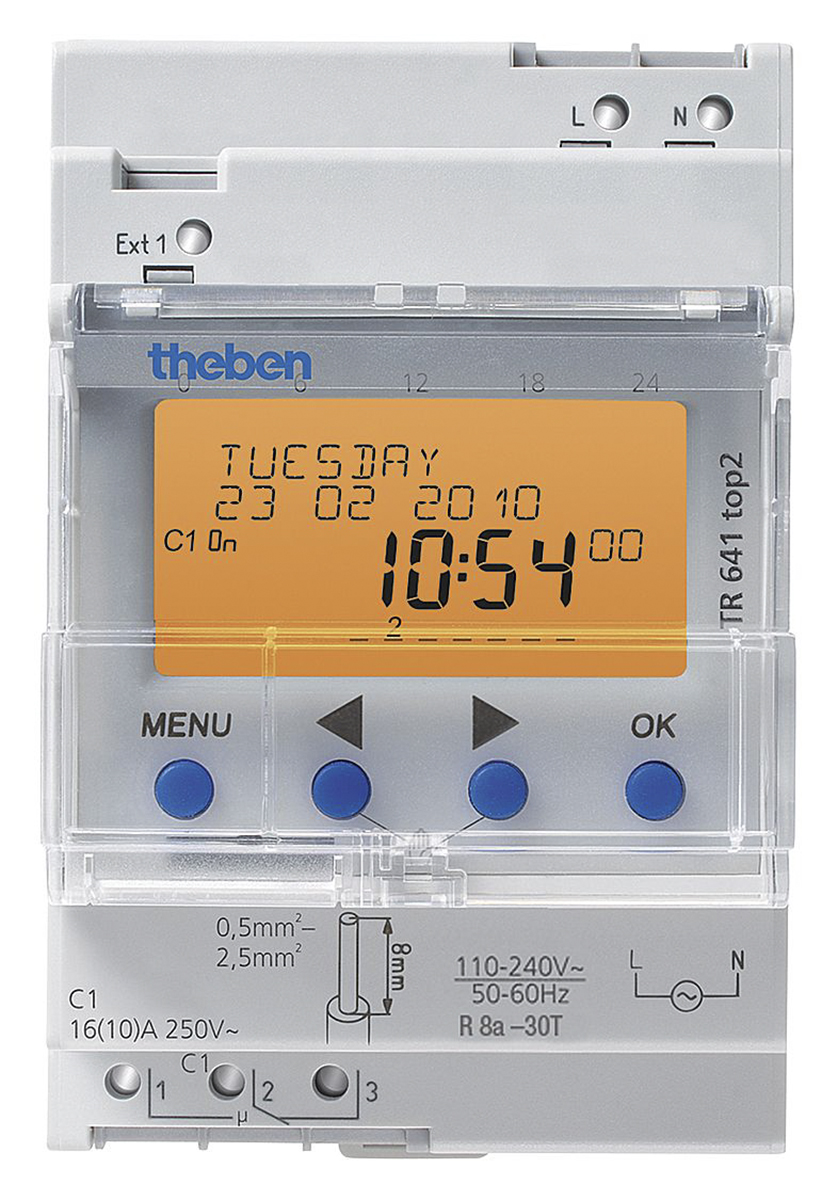 L N
Ext 1
theben
0 6 12 18 24
TUESDAY
23 02 2010
C1 On
10:54 00
2
TR 641 top2
MENU OK
0,5mm²–
2,5mm²
8mm
110-240V~
50-60Hz
R 8a –30T
L N
C1
16(10)A 250V~
C1
1 2 3
µ